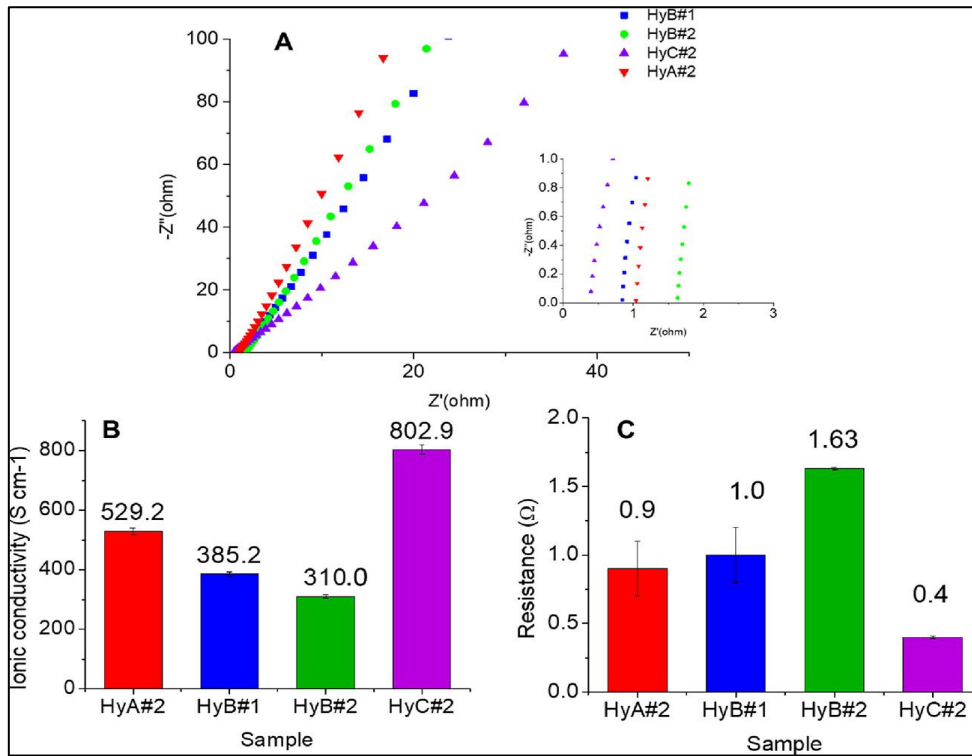 A
HyB#1
HyB#2
HyC#2
HyA#2
100
80
60
40
20
0
-Z"(ohm)
0 20 40
Z'(ohm)
1.0
0.8
0.6
0.4
0.2
0.0
-Z"(ohm)
0 1 2 3
Z'(ohm)
B
800
600
400
200
0
Ionic conductivity (S cm-1)
529.2
385.2
310.0
802.9
HyA#2 HyB#1 HyB#2 HyC#2
Sample
C
2.0
1.5
1.0
0.5
0.0
Resistance (Ω)
0.9
1.0
1.63
0.4
HyA#2 HyB#1 HyB#2 HyC#2
Sample